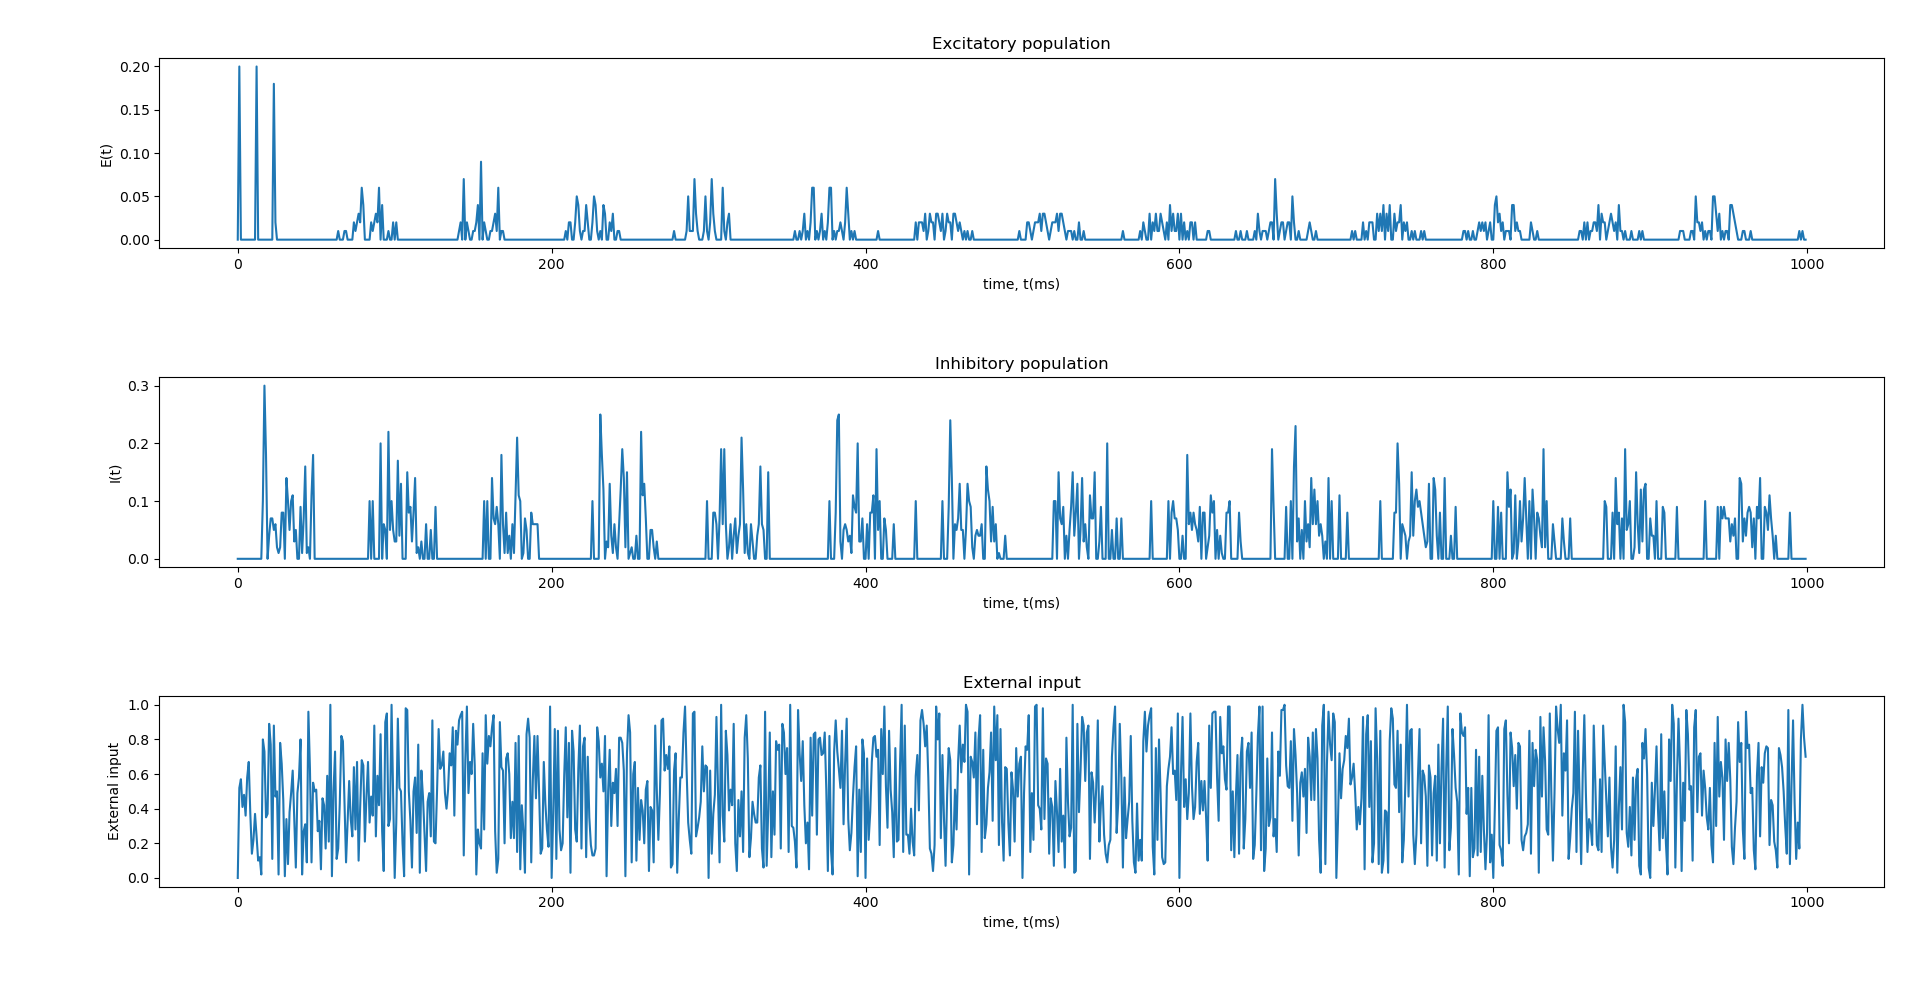 Excitatory population
0.20
0.15
0.10
0.05
0.00
E(t)
0 200 400 600 800 1000
time, t(ms)
Inhibitory population
0.3
0.2
0.1
0.0
I(t)
0 200 400 600 800 1000
time, t(ms)
External input
1.0
0.8
0.6
0.4
0.2
0.0
External input
0 200 400 600 800 1000
time, t(ms)